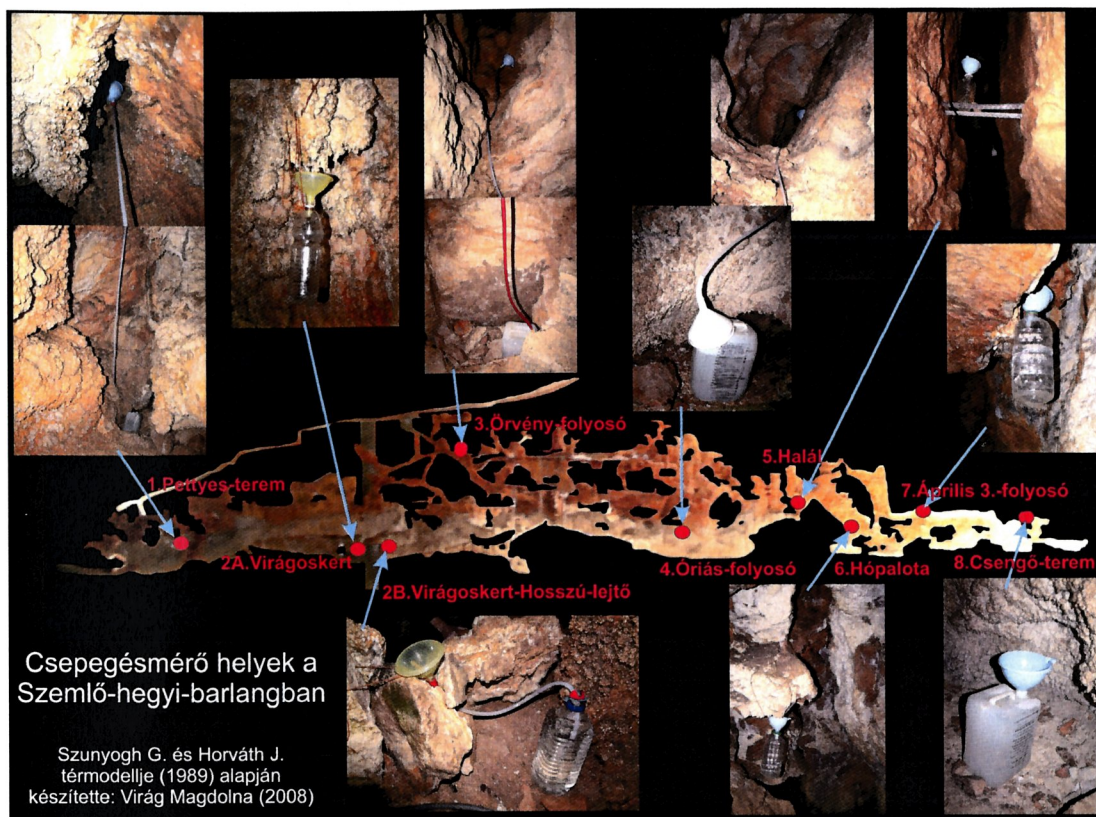 3.Örvény-folyosó
5.Halál
1.Pettyes-terem
7.Április 3.-folyosó
2A.Virágoskert
4.Óriás-folyosó
6.Hópalota
8.Csengő-terem
2B.Virágoskert-Hosszú-lejtő
Csepegésmérő helyek a
Szemlő-hegyi-barlangban
Szunyogh G. és Horváth J.
térmodellje (1989) alapján
készítette: Virág Magdolna (2008)